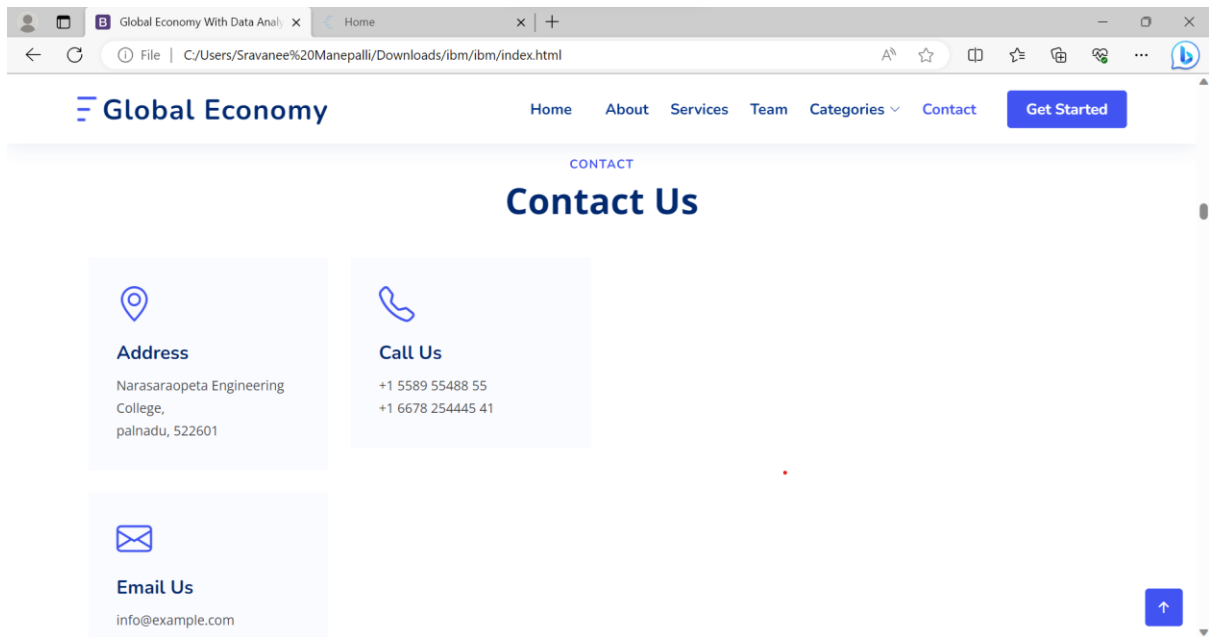 Global Economy With Data Analy
Home
File | C:/Users/Sravanee%20Manepalli/Downloads/ibm/ibm/index.html
Global Economy
Home About Services Team Categories Contact Get Started
CONTACT
Contact Us
Address
Narasaraopeta Engineering
College,
palnadu, 522601
Call Us
+1 5589 55488 55
+1 6678 254445 41
Email Us
info@example.com